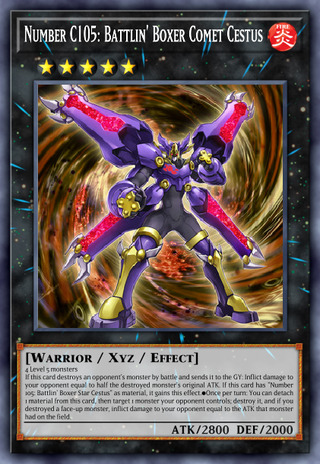 Number C105: Battlin' Boxer Comet Cestus
FIRE
炎
[Warrior / Xyz / Effect]
4 Level 5 monsters
If this card destroys an opponent's monster by battle and sends it to the GY: Inflict damage to
your opponent equal to half the destroyed monster's original ATK. If this card has "Number
105: Battlin' Boxer Star Cestus" as material, it gains this effect.●Once per turn: You can detach
1 material from this card, then target 1 monster your opponent controls; destroy it, and if you
destroyed a face-up monster, inflict damage to your opponent equal to the ATK that monster
had on the field.
ATK/2800 DEF/2000